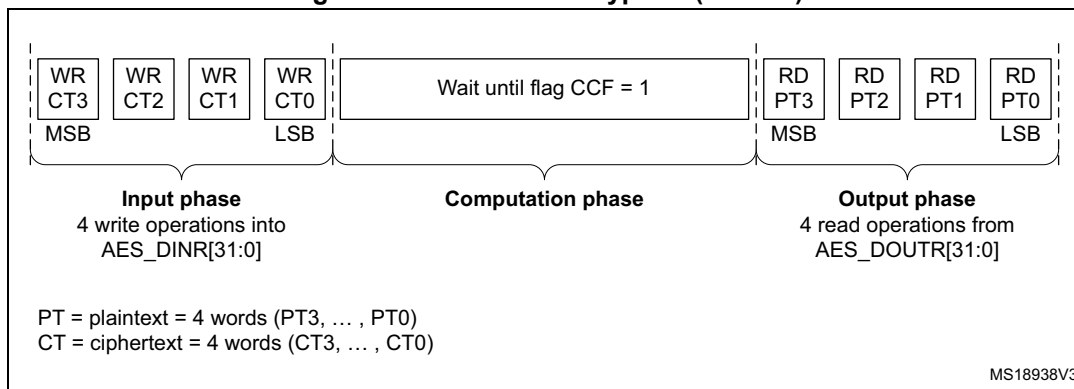 WR CT3
WR CT2
WR CT1
WR CT0
Wait until flag CCF = 1
RD PT3
RD PT2
RD PT1
RD PT0
MSB
LSB
MSB
LSB
Input phase
4 write operations into
AES_DINR[31:0]
Computation phase
Output phase
4 read operations from
AES_DOUTR[31:0]
PT = plaintext = 4 words (PT3, … , PT0)
CT = ciphertext = 4 words (CT3, … , CT0)
MS18938V3